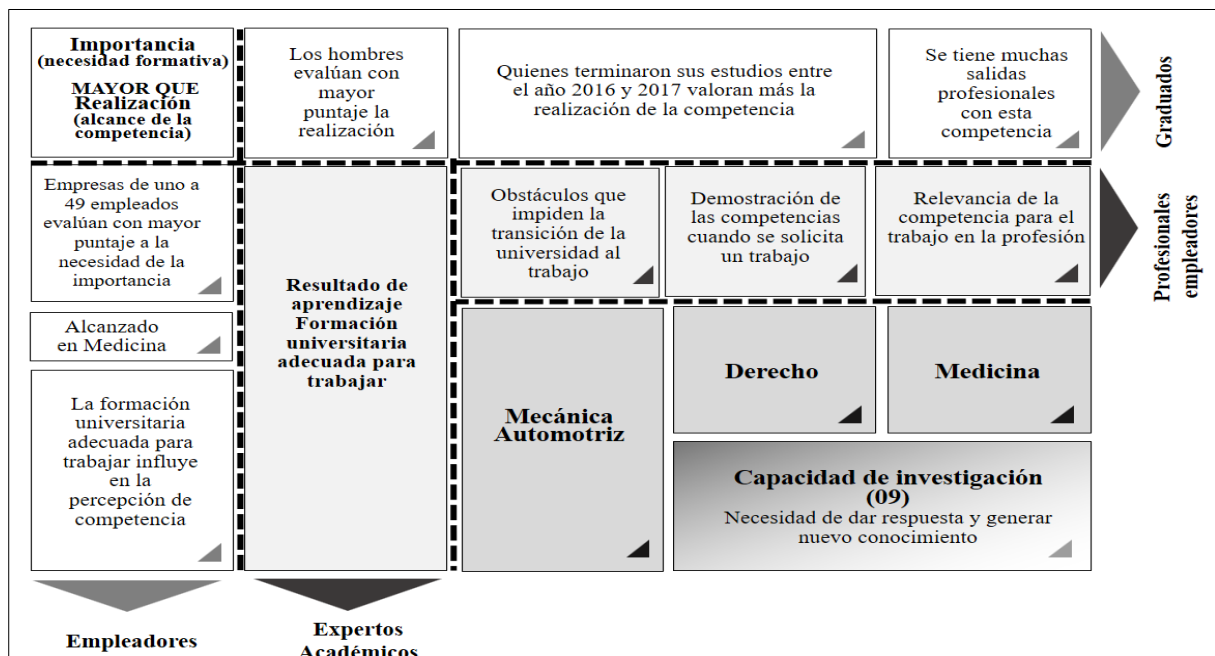 Importancia
(necesidad formativa)
MAYOR QUE
Realización
(alcance de la
competencia)
Los hombres
evalúan con
mayor
puntaje la
realización
Quienes terminaron sus estudios entre
el año 2016 y 2017 valoran más la
realización de la competencia
Se tiene muchas
salidas
profesionales
con esta
competencia
Graduados
Empresas de uno a
49 empleados
evalúan con mayor
puntaje a la
necesidad de la
importancia
Alcanzado
en Medicina
La formación
universitaria
adecuada para
trabajar influye
en la
percepción de
competencia
Resultado de
aprendizaje
Formación
universitaria
adecuada para
trabajar
Obstáculos que
impiden la
transición de la
universidad al
trabajo
Demostración de
las competencias
cuando se solicita
un trabajo
Relevancia de la
competencia para el
trabajo en la profesión
Profesionales
empleadores
Mecánica
Automotriz
Derecho
Medicina
Capacidad de investigación
(09)
Necesidad de dar respuesta y generar
nuevo conocimiento
Empleadores
Expertos
Académicos